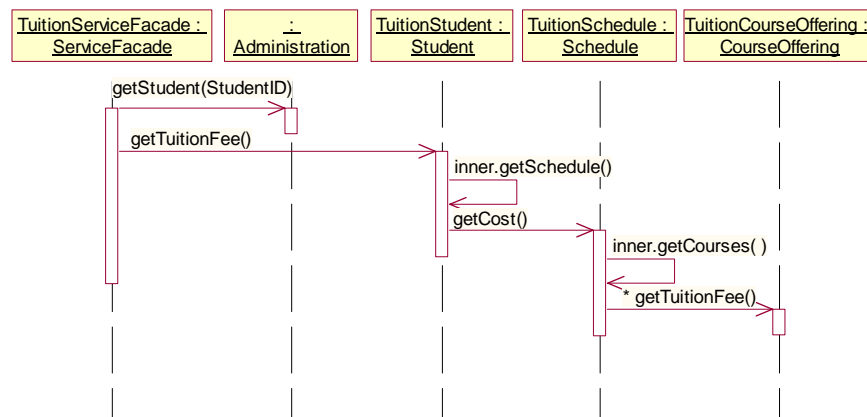 TuitionServiceFacade :
ServiceFacade
:
Administration
TuitionStudent :
Student
TuitionSchedule :
Schedule
TuitionCourseOffering :
CourseOffering
getStudent(StudentID)
getTuitionFee()
inner.getSchedule()
getCost()
inner.getCourses( )
* getTuitionFee()